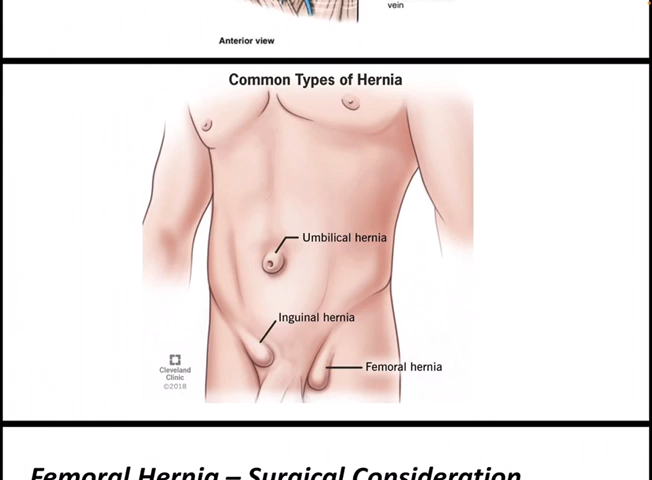 vein
Anterior view
Common Types of Hernia
Umbilical hernia
Inguinal hernia
Femoral hernia
Cleveland
Clinic
©2018
Femoral Hernia – Surgical Consideration